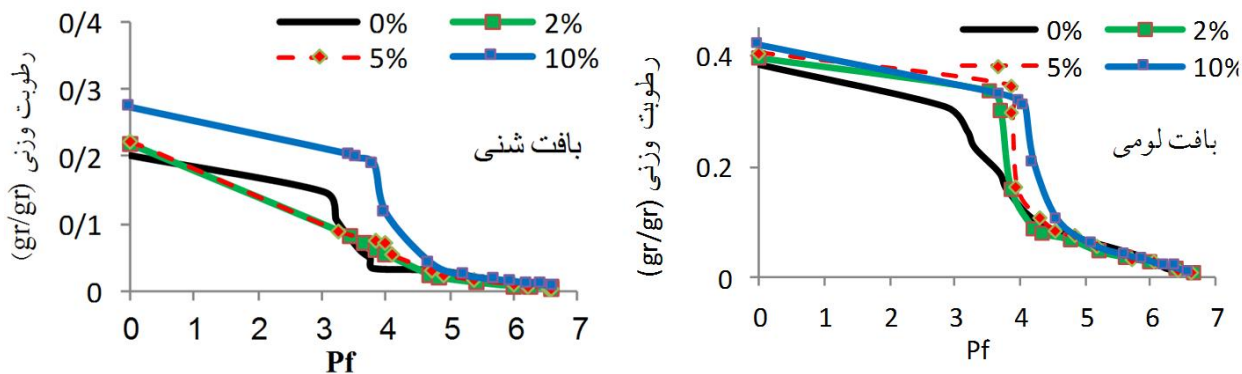 0/4
0/3
0/2
0/1
0
رطوبت وزنی (gr/gr)
0% 2%
5% 10%
بافت شنی
0 1 2 3 4 5 6 7
Pf
0.4
0.2
0
رطوبت وزنی (gr/gr)
0% 2%
5% 10%
بافت لومی
0 1 2 3 4 5 6 7
Pf